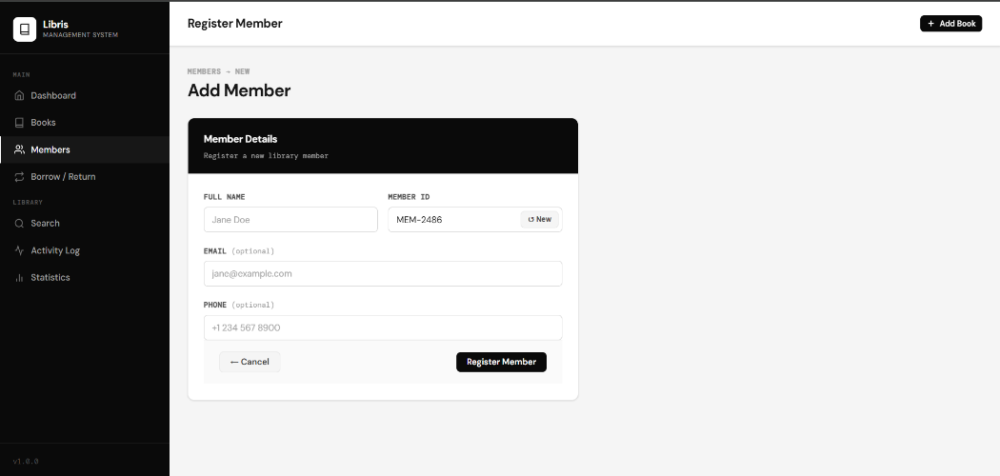 Libris
MANAGEMENT SYSTEM
MAIN
Dashboard
Books
Members
Borrow / Return
LIBRARY
Search
Activity Log
Statistics
v1.0.0
Register Member
+ Add Book
MEMBERS → NEW
Add Member
Member Details
Register a new library member
FULL NAME
Jane Doe
MEMBER ID
MEM-2486
↺ New
EMAIL (optional)
jane@example.com
PHONE (optional)
+1 234 567 8900
← Cancel
Register Member